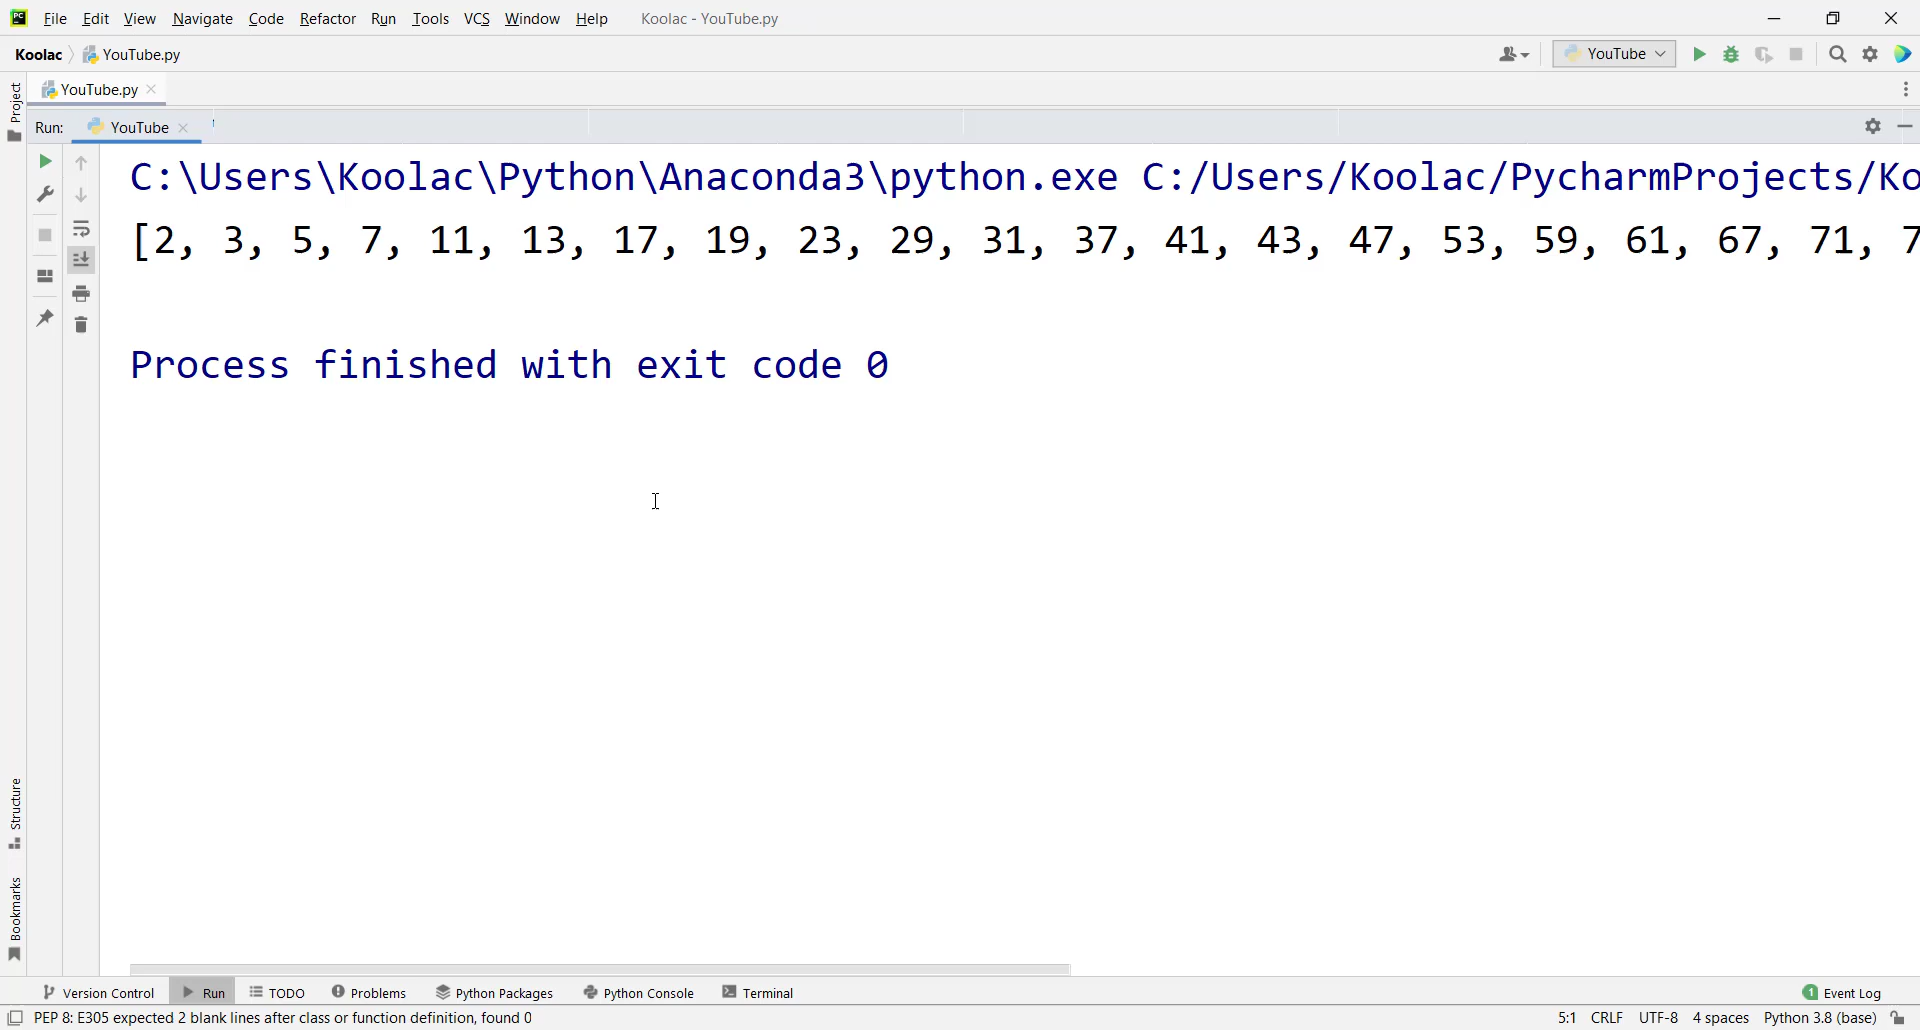 PC File Edit View Navigate Code Refactor Run Tools VCS Window Help Koolac - YouTube.py
Koolac YouTube.py YouTube
YouTube.py
Project
Run: YouTube
C:\Users\Koolac\Python\Anaconda3\python.exe C:/Users/Koolac/PycharmProjects/Ko
[2, 3, 5, 7, 11, 13, 17, 19, 23, 29, 31, 37, 41, 43, 47, 53, 59, 61, 67, 71, 7
Process finished with exit code 0
Structure
Bookmarks
Version Control Run TODO Problems Python Packages Python Console Terminal 1 Event Log
PEP 8: E305 expected 2 blank lines after class or function definition, found 0 5:1 CRLF UTF-8 4 spaces Python 3.8 (base)